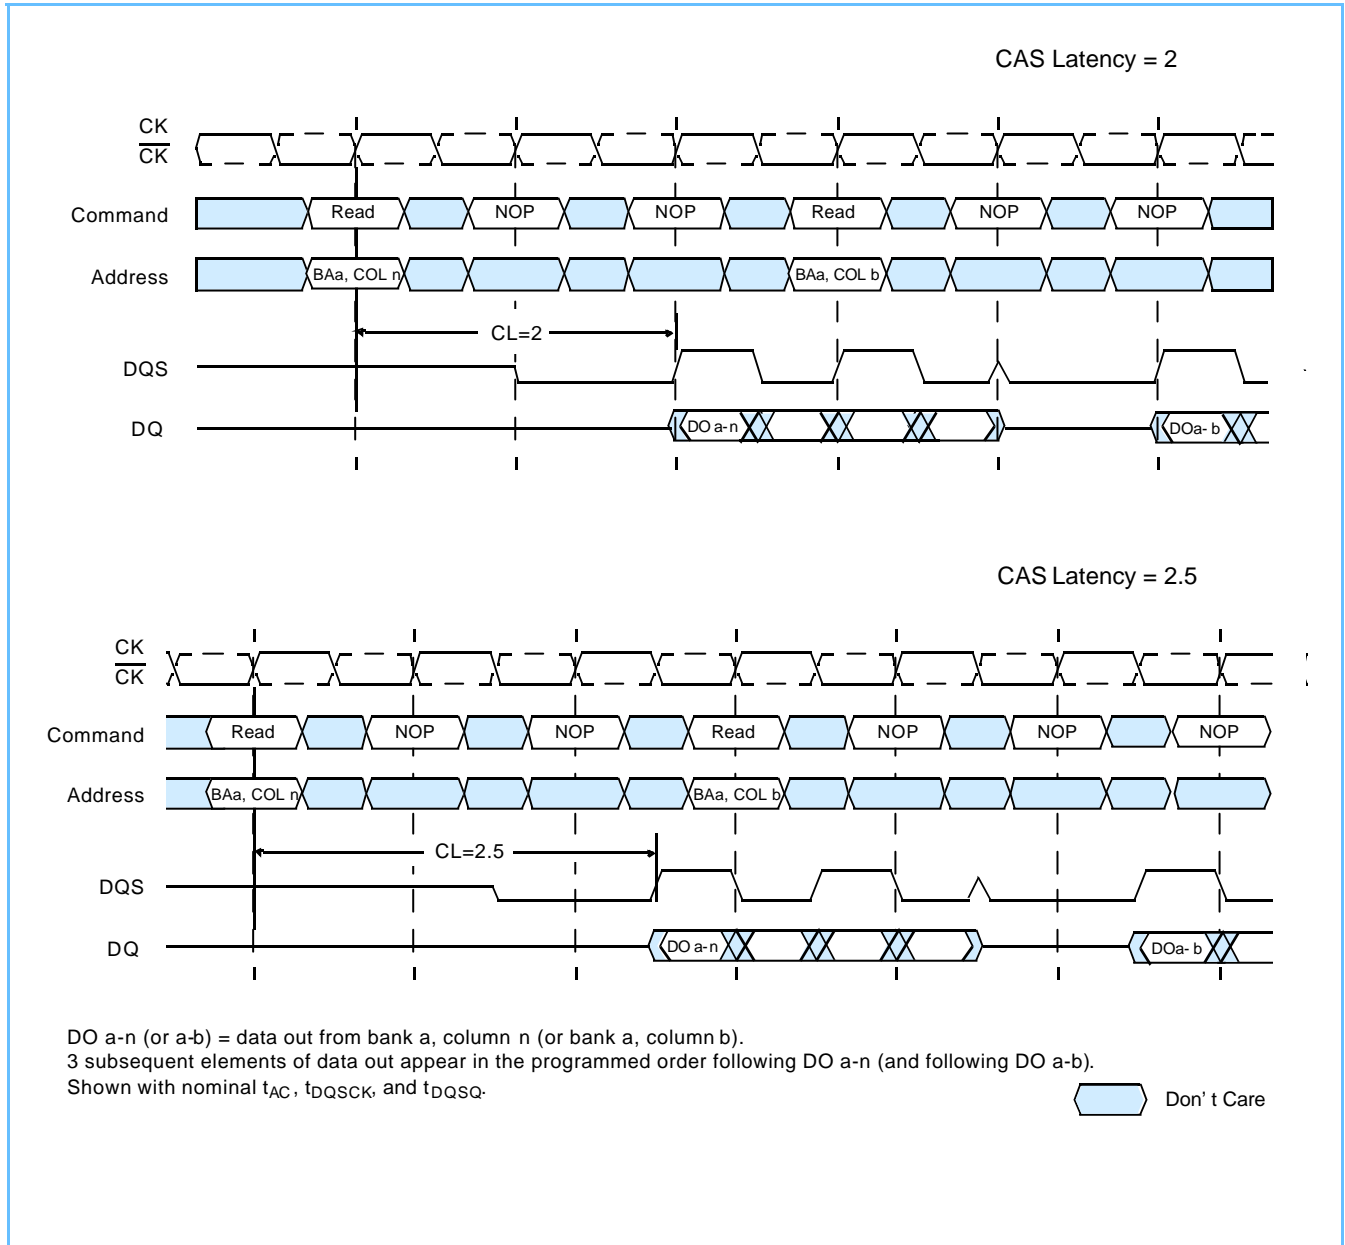 CAS Latency = 2
CK
CK
Command
Read
NOP
NOP
Read
NOP
NOP
Address
BAa, COL n
BAa, COL b
CL=2
DQS
DQ
DO a-n
DOa- b
CAS Latency = 2.5
CK
CK
Command
Read
NOP
NOP
Read
NOP
NOP
NOP
Address
BAa, COL n
BAa, COL b
CL=2.5
DQS
DQ
DO a-n
DOa- b
DO a-n (or a-b) = data out from bank a, column n (or bank a, column b).
3 subsequent elements of data out appear in the programmed order following DO a-n (and following DO a-b).
Shown with nominal tAC, tDQSCK, and tDQSQ.
Don' t Care